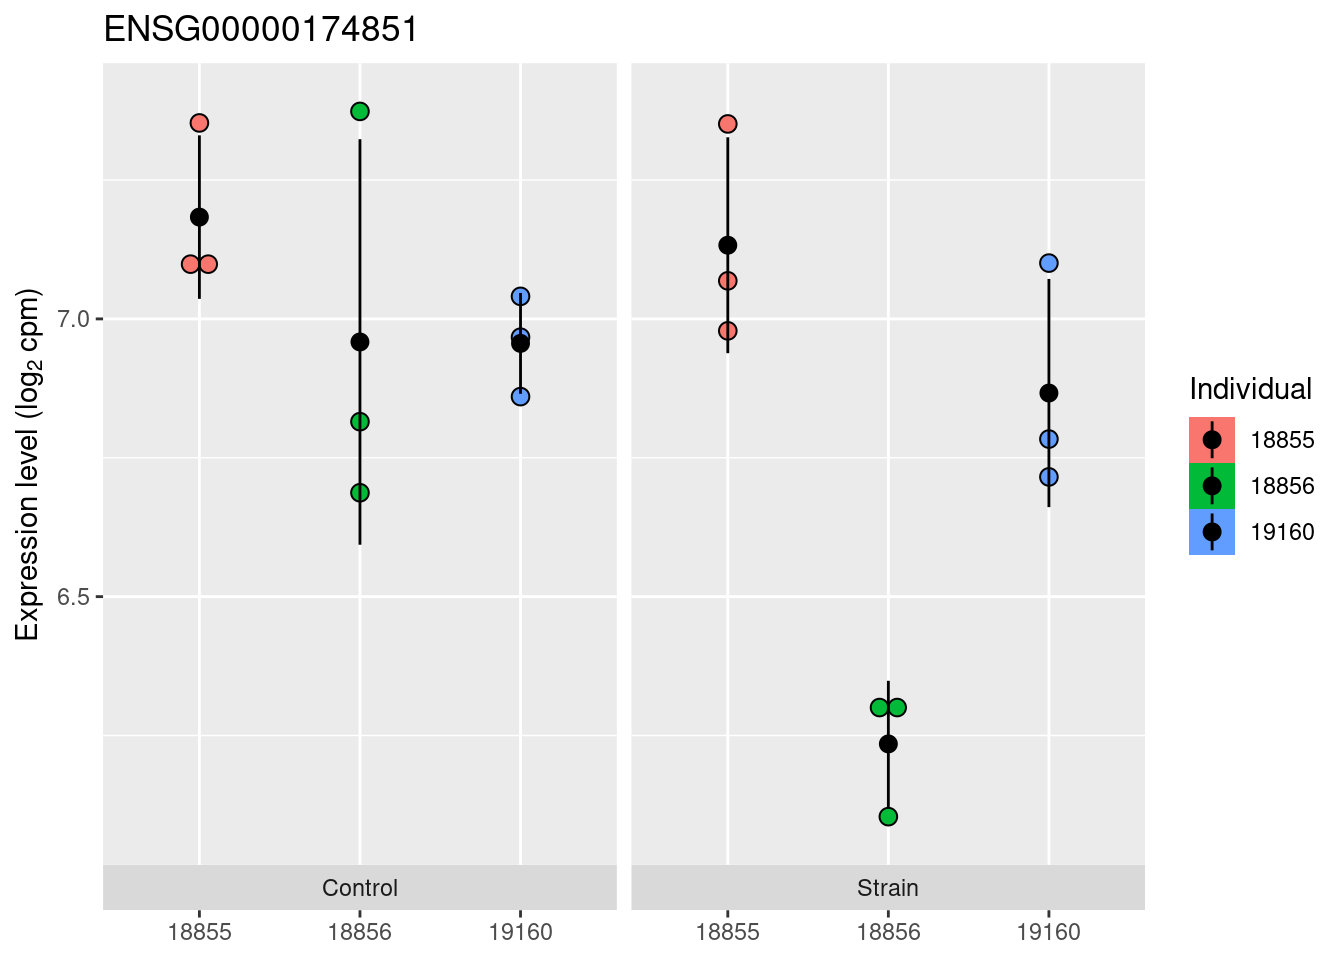 ENSG00000174851
Expression level (log2 cpm)
7.0
6.5
Control
Strain
18855 18856 19160
18855 18856 19160
Individual
18855
18856
19160